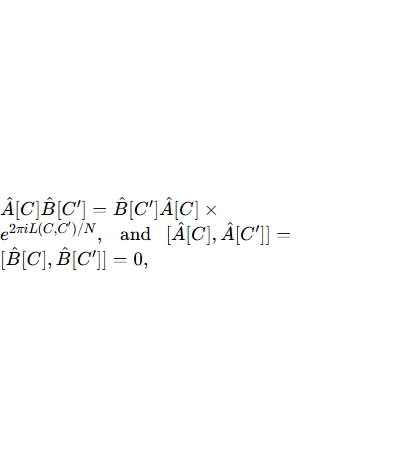 Â[C]B̂[C′] = B̂[C′]Â[C] ×
e^{2πiL(C,C′)/N}, and [Â[C], Â[C′]] =
[B̂[C], B̂[C′]] = 0,